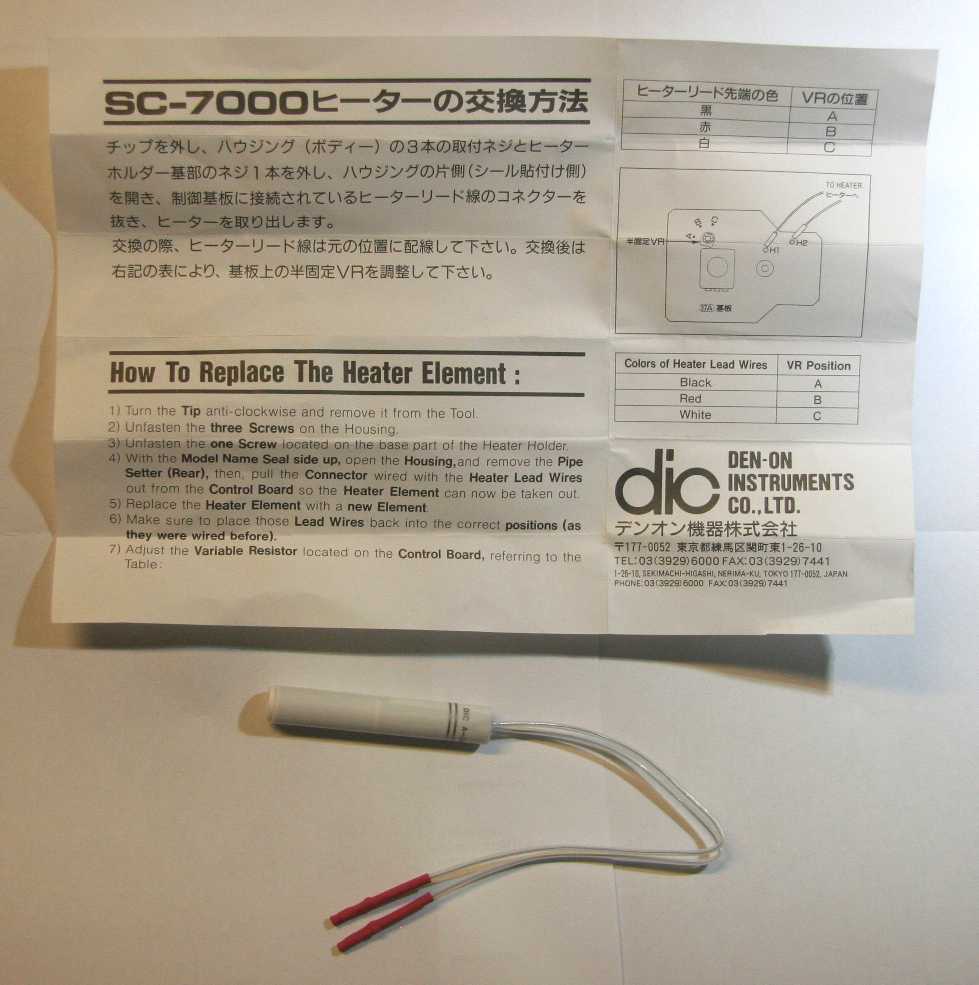 SC-7000ヒーターの交換方法
チップを外し、ハウジング（ボディー）の3本の取付ネジとヒーター
ホルダー基部のネジ1本を外し、ハウジングの片側（シール貼付け側）
を開き、制御基板に接続されているヒーターリード線のコネクターを
抜き、ヒーターを取り出します。
交換の際、ヒーターリード線は元の位置に配線して下さい。交換後は
右記の表により、基板上の半固定VRを調整して下さい。
ヒーターリード先端の色 VRの位置
黒 A
赤 B
白 C
TO HEATER
ヒーターへ
A B C
半固定VR
H1 H2
基板
How To Replace The Heater Element :
1) Turn the Tip anti-clockwise and remove it from the Tool.
2) Unfasten the three Screws on the Housing.
3) Unfasten the one Screw located on the base part of the Heater Holder.
4) With the Model Name Seal side up, open the Housing,and remove the Pipe
Setter (Rear), then, pull the Connector wired with the Heater Lead Wires
out from the Control Board so the Heater Element can now be taken out.
5) Replace the Heater Element with a new Element.
6) Make sure to place those Lead Wires back into the correct positions (as
they were wired before).
7) Adjust the Variable Resistor located on the Control Board, referring to the
Table:
Colors of Heater Lead Wires VR Position
Black A
Red B
White C
dic
DEN-ON
INSTRUMENTS
CO.,LTD.
デンオン機器株式会社
〒177-0052 東京都練馬区関町東1-26-10
TEL:03(3929)6000 FAX:03(3929)7441
1-26-10, SEKIMACHI-HIGASHI, NERIMA-KU, TOKYO 177-0052, JAPAN
PHONE:03(3929)6000 FAX:03(3929)7441
DIC